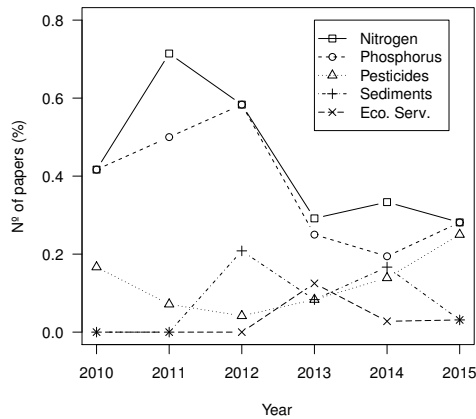 0.8
0.6
0.4
0.2
0.0
Nº of papers (%)
Nitrogen
Phosphorus
Pesticides
Sediments
Eco. Serv.
2010 2011 2012 2013 2014 2015
Year